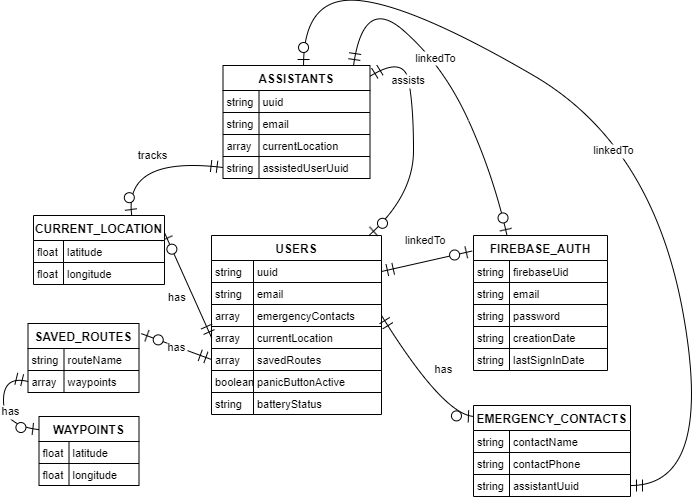 linkedTo
ASSISTANTS
assists
string uuid
string email
array currentLocation
string assistedUserUuid
tracks
linkedTo
CURRENT_LOCATION
float latitude
float longitude
has
USERS
string uuid
string email
array emergencyContacts
array currentLocation
array savedRoutes
boolean panicButtonActive
string batteryStatus
linkedTo
FIREBASE_AUTH
string firebaseUid
string email
string password
string creationDate
string lastSignInDate
SAVED_ROUTES
string routeName
array waypoints
has
has
WAYPOINTS
float latitude
float longitude
has
EMERGENCY_CONTACTS
string contactName
string contactPhone
string assistantUuid